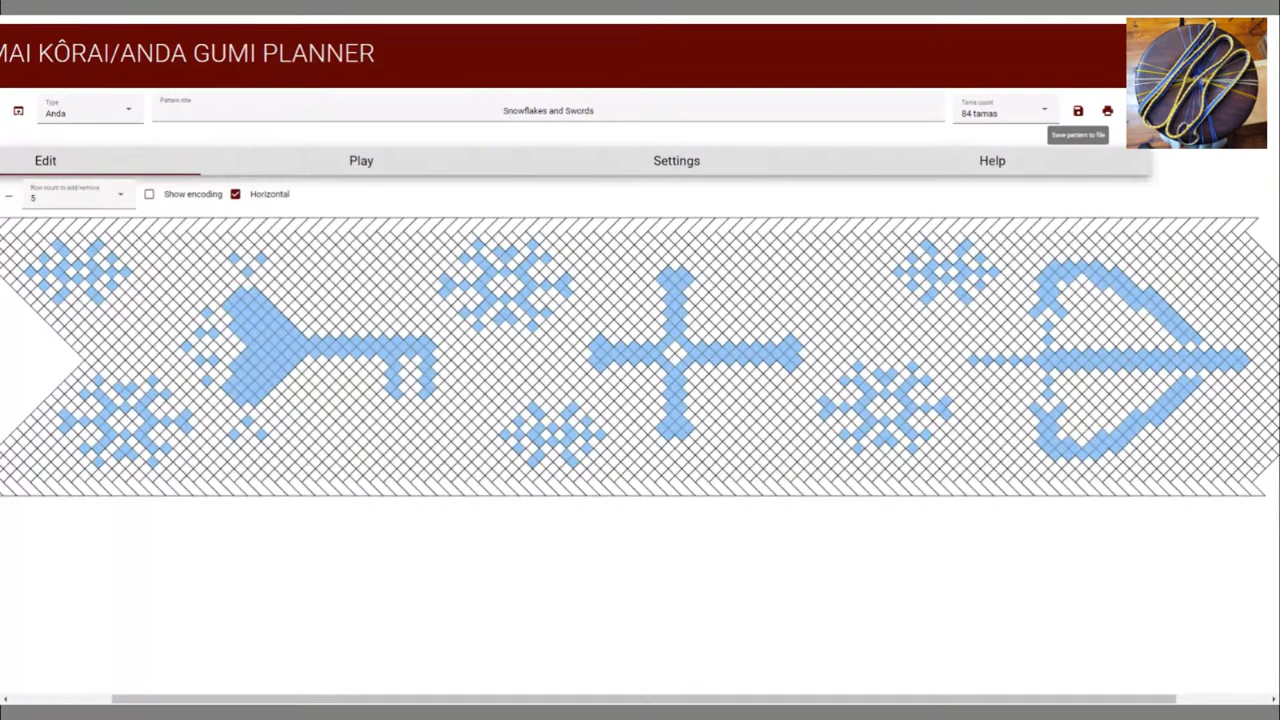 MAI KÔRAI/ANDA GUMI PLANNER
Type
Anda
Pattern title
Snowflakes and Swords
Tama count
84 tamas
Save pattern to file
Edit
Play
Settings
Help
Row count to add/remove
5
Show encoding
Horizontal